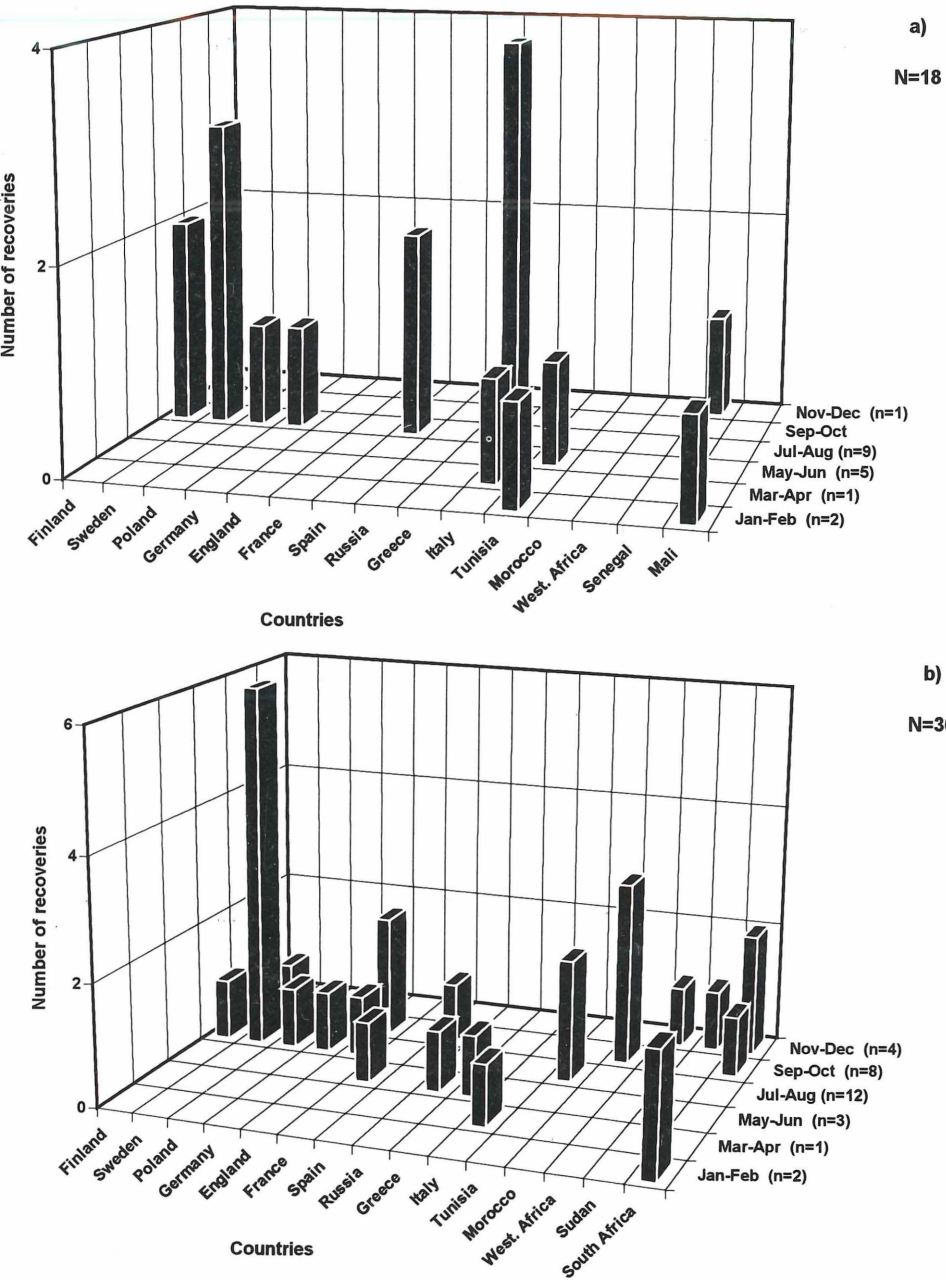 a)
N=18
4
2
0
Number of recoveries
Finland
Sweden
Poland
Germany
England
France
Spain
Russia
Greece
Italy
Tunisia
Morocco
West. Africa
Senegal
Mali
Nov-Dec (n=1)
Sep-Oct
Jul-Aug (n=9)
May-Jun (n=5)
Mar-Apr (n=1)
Jan-Feb (n=2)
Countries
b)
6
4
2
0
Number of recoveries
Finland
Sweden
Poland
Germany
England
France
Spain
Russia
Greece
Italy
Tunisia
Morocco
West. Africa
Sudan
South Africa
Nov-Dec (n=4)
Sep-Oct (n=8)
Jul-Aug (n=12)
May-Jun (n=3)
Mar-Apr (n=1)
Jan-Feb (n=2)
Countries